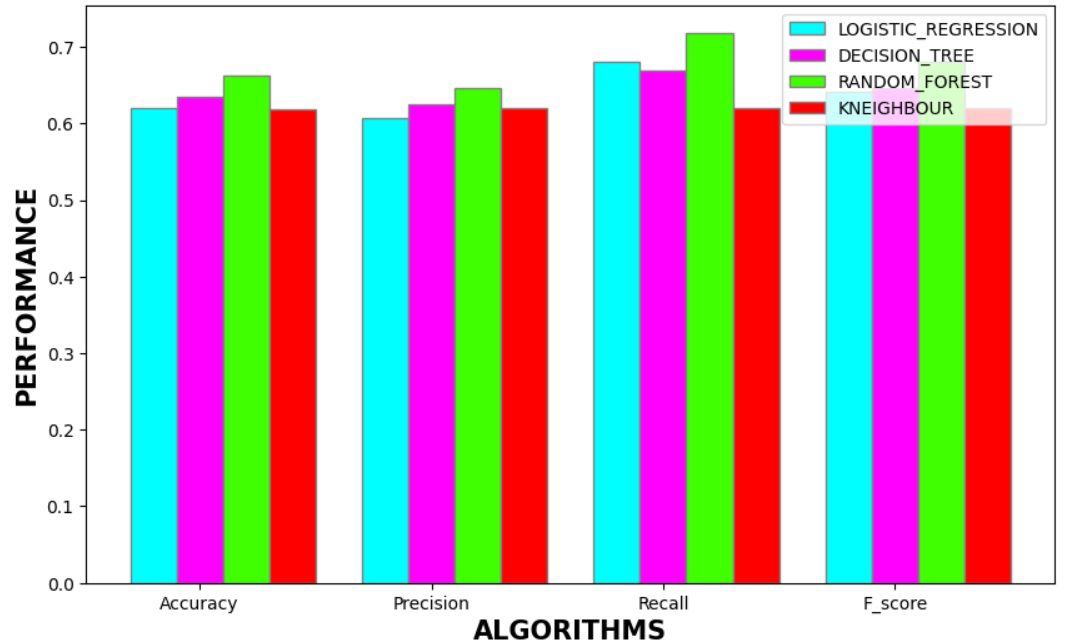 LOGISTIC_REGRESSION
DECISION_TREE
RANDOM_FOREST
KNEIGHBOUR
PERFORMANCE
0.7
0.6
0.5
0.4
0.3
0.2
0.1
0.0
Accuracy Precision Recall F_score
ALGORITHMS